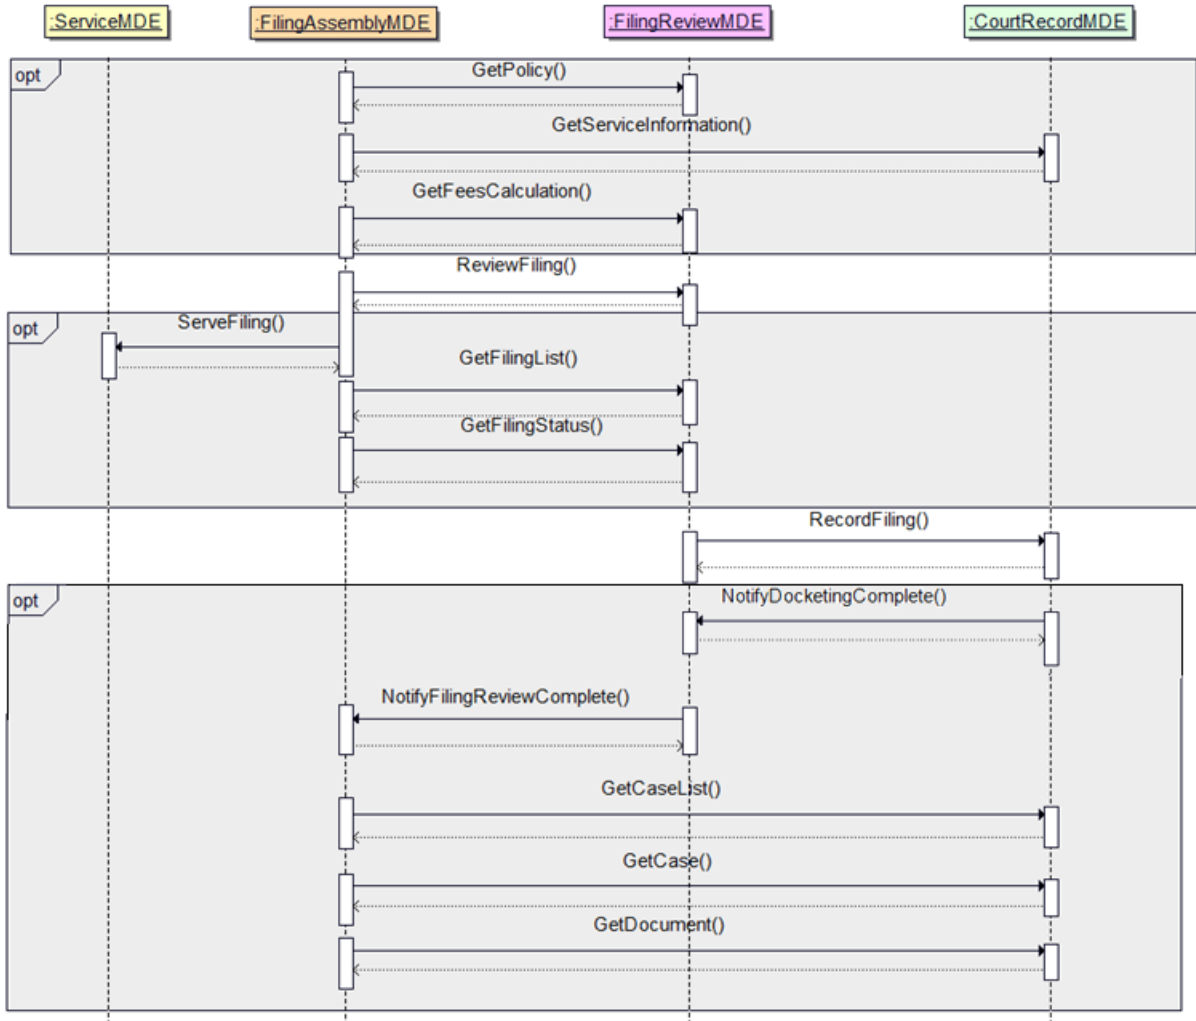 :ServiceMDE
:FilingAssemblyMDE
:FilingReviewMDE
:CourtRecordMDE
opt
GetPolicy()
GetServiceInformation()
GetFeesCalculation()
ReviewFiling()
opt
ServeFiling()
GetFilingList()
GetFilingStatus()
RecordFiling()
opt
NotifyDocketingComplete()
NotifyFilingReviewComplete()
GetCaseList()
GetCase()
GetDocument()